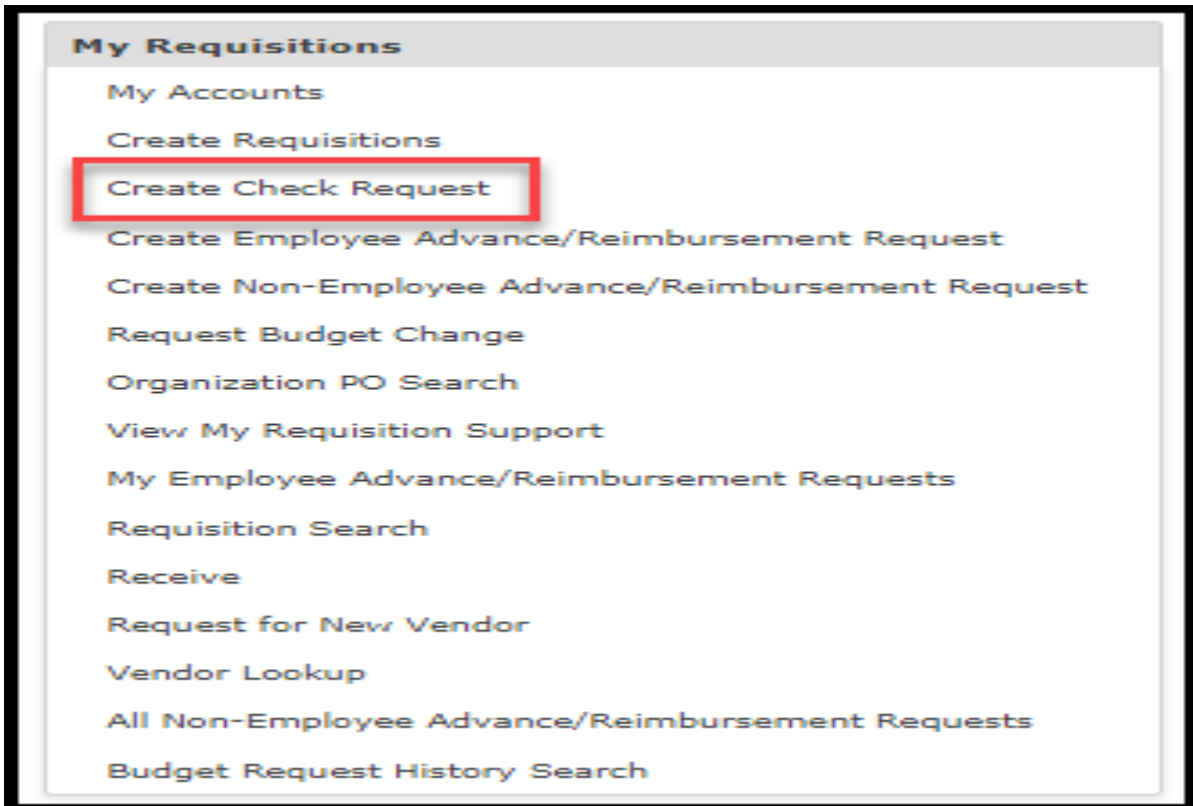 My Requisitions
My Accounts
Create Requisitions
Create Check Request
Create Employee Advance/Reimbursement Request
Create Non-Employee Advance/Reimbursement Request
Request Budget Change
Organization PO Search
View My Requisition Support
My Employee Advance/Reimbursement Requests
Requisition Search
Receive
Request for New Vendor
Vendor Lookup
All Non-Employee Advance/Reimbursement Requests
Budget Request History Search